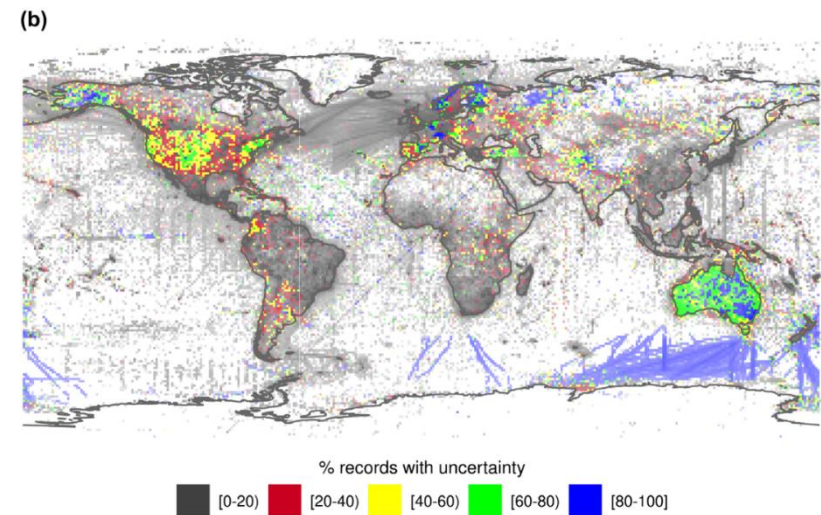 (b)
% records with uncertainty
[0-20) [20-40) [40-60) [60-80) [80-100]